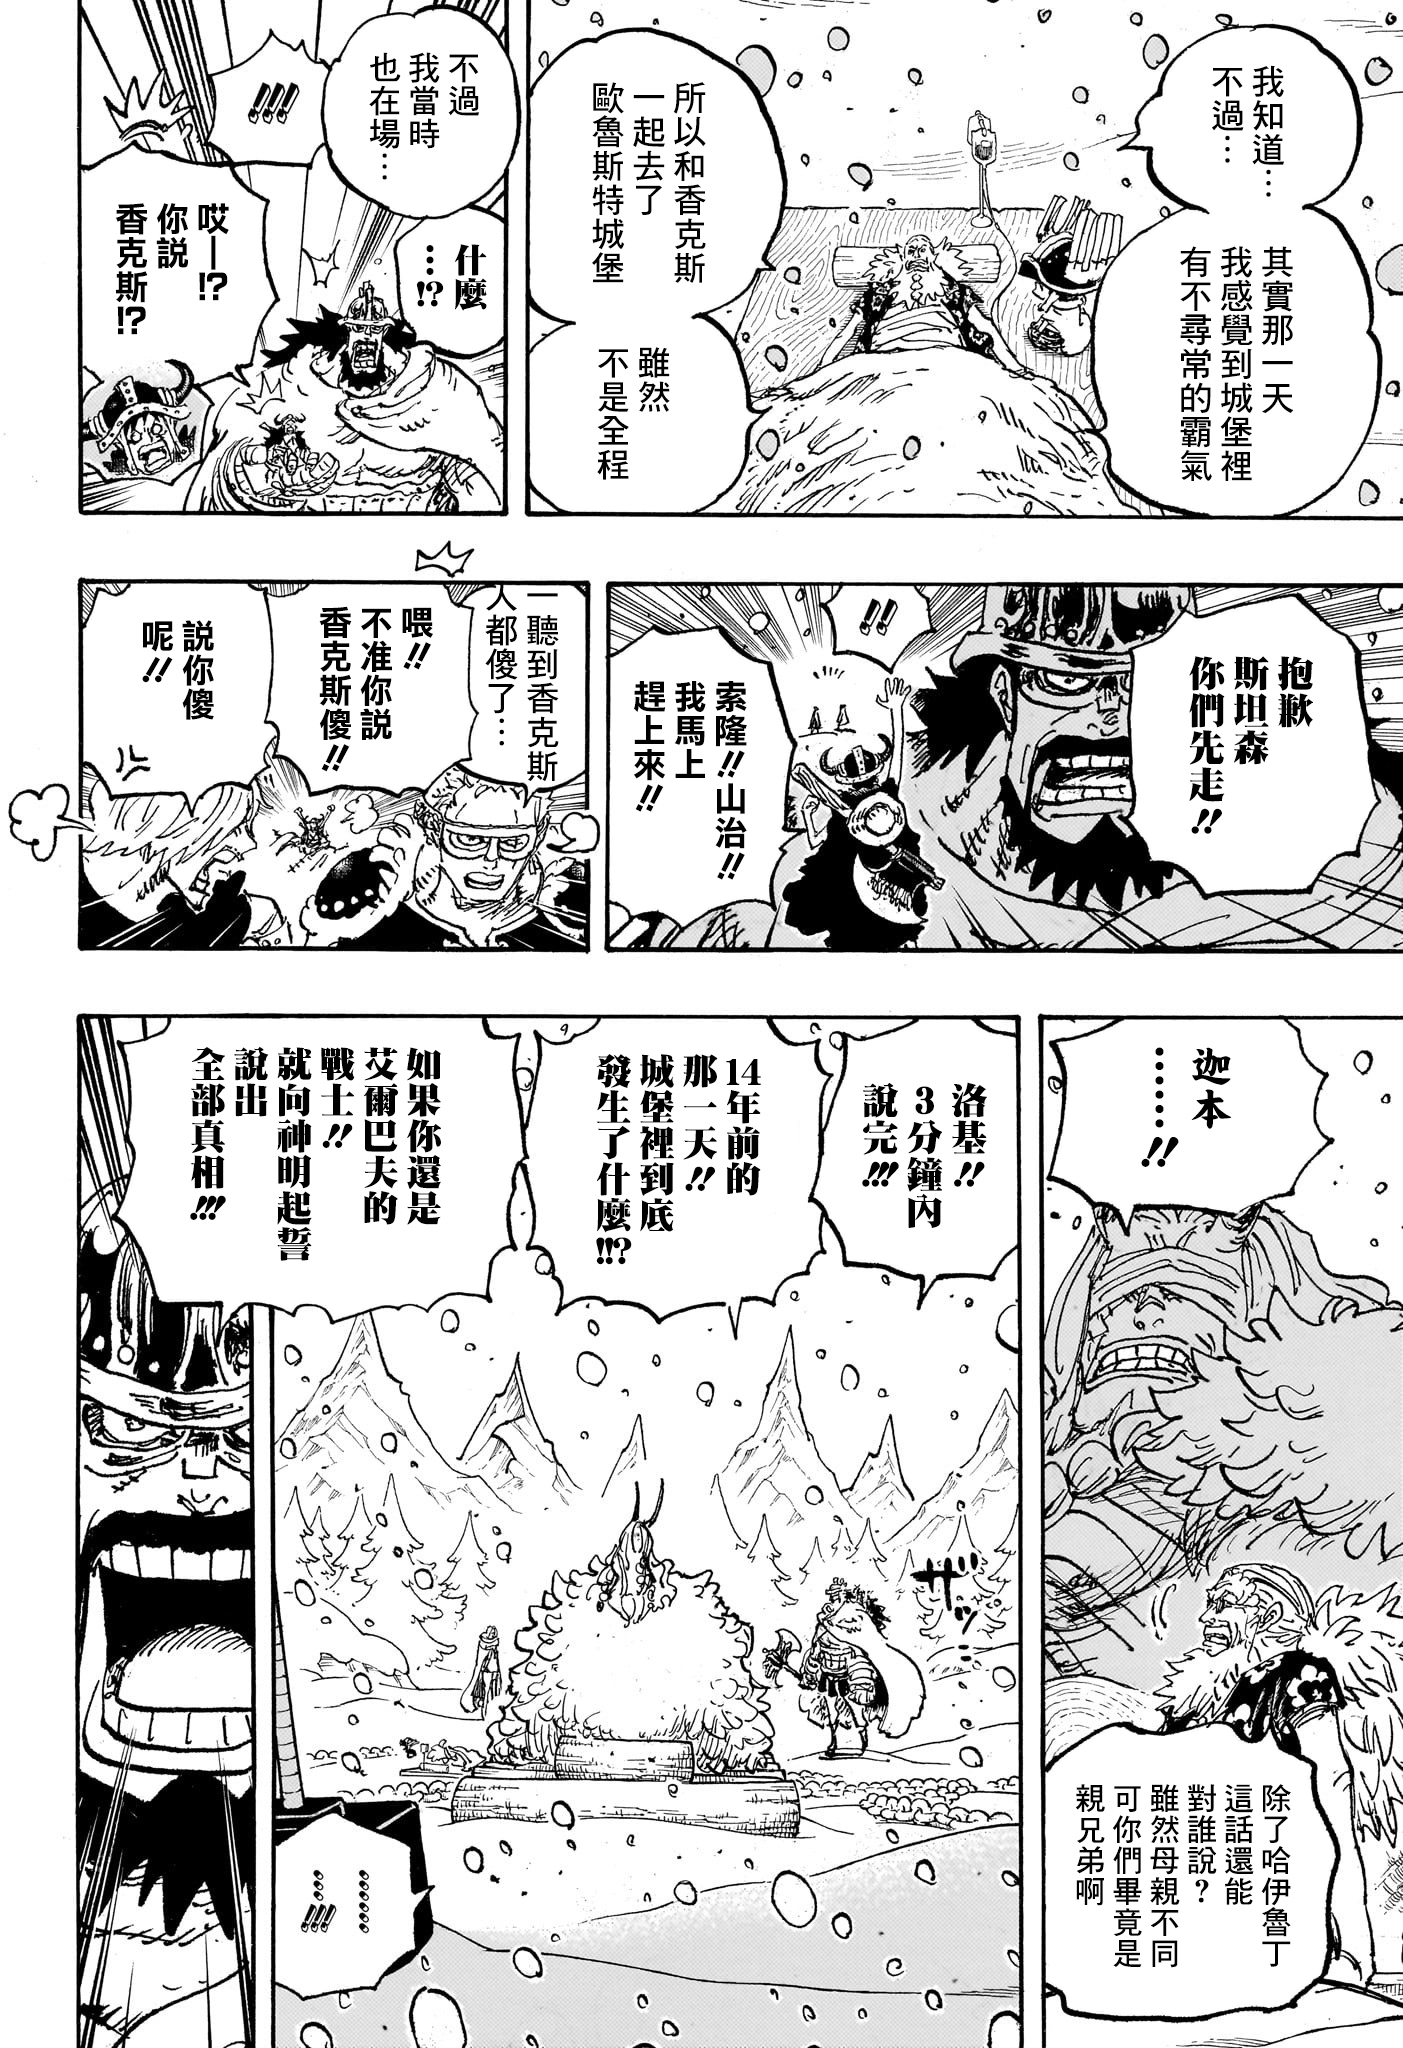 我知道…
不過…
其實那一天
我感覺到城堡裡
有不尋常的霸氣
所以和香克斯
一起去了
歐魯斯特城堡
雖然
不是全程
不過
我當時
也在場…
!!!!
什麼
…!?
哎—!?
你説
香克斯!?
抱歉
斯坦森
你們先走!!
!!!
索隆!!山治!!
我馬上
趕上來!!
一聽到香克斯
人都傻了…
喂!!
不准你説
香克斯傻!!
説你傻
呢!!
迦本
……!!
除了哈伊魯丁
這話還能
對誰說?
雖然母親不同
可你們畢竟是
親兄弟啊
洛基!!
3分鐘內
說完!!!
14年前的
那一天!!
城堡裡到底
發生了什麼!!?
如果你還是
艾爾巴夫的
戰士!!
就向神明起誓
說出
全部真相!!!
ザッ…
……
…!!!!